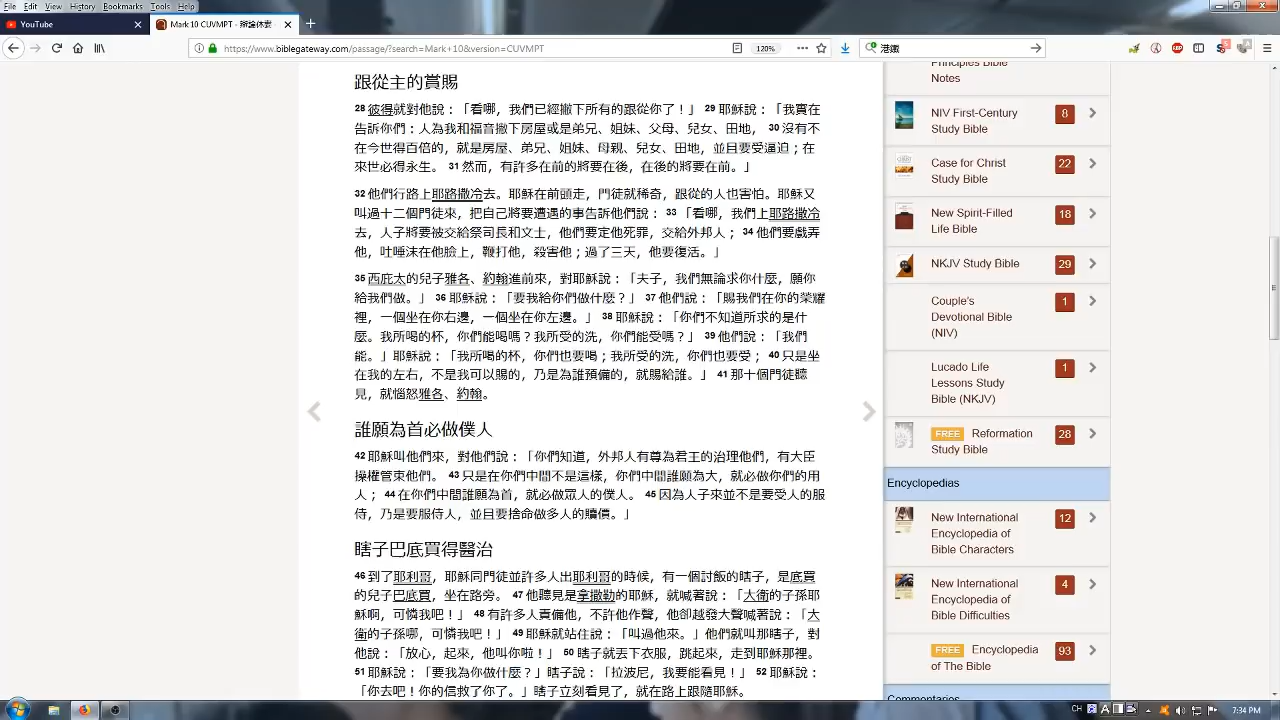 File Edit View History Bookmarks Tools Help
YouTube
Mark 10 CUVMPT - 辯論休妻
https://www.biblegateway.com/passage/?search=Mark+10&version=CUVMPT
120%
港鐵
跟從主的賞賜
28 彼得就對他說：「看哪，我們已經撇下所有的跟從你了！」 29 耶穌說：「我實在
告訴你們：人為我和福音撇下房屋或是弟兄、姐妹、父母、兒女、田地， 30 沒有不
在今世得百倍的，就是房屋、弟兄、姐妹、母親、兒女、田地，並且要受逼迫；在
來世必得永生。 31 然而，有許多在前的將要在後，在後的將要在前。」
32 他們行路上耶路撒冷去。耶穌在前頭走，門徒就稀奇，跟從的人也害怕。耶穌又
叫過十二個門徒來，把自己將要遭遇的事告訴他們說： 33 「看哪，我們上耶路撒冷
去，人子將要被交給祭司長和文士，他們要定他死罪，交給外邦人； 34 他們要戲弄
他，吐唾沫在他臉上，鞭打他，殺害他；過了三天，他要復活。」
35 西庇太的兒子雅各、約翰進前來，對耶穌說：「夫子，我們無論求你什麼，願你
給我們做。」 36 耶穌說：「要我給你們做什麼？」 37 他們說：「賜我們在你的榮耀
裡，一個坐在你右邊，一個坐在你左邊。」 38 耶穌說：「你們不知道所求的是什
麼。我所喝的杯，你們能喝嗎？我所受的洗，你們能受嗎？」 39 他們說：「我們
能。」耶穌說：「我所喝的杯，你們也要喝；我所受的洗，你們也要受； 40 只是坐
在我的左右，不是我可以賜的，乃是為誰預備的，就賜給誰。」 41 那十個門徒聽
見，就惱怒雅各、約翰。
誰願為首必做僕人
42 耶穌叫他們來，對他們說：「你們知道，外邦人有尊為君王的治理他們，有大臣
操權管束他們。 43 只是在你們中間不是這樣，你們中間誰願為大，就必做你們的用
人； 44 在你們中間誰願為首，就必做眾人的僕人。 45 因為人子來並不是要受人的服
侍，乃是要服侍人，並且要捨命做多人的贖價。」
瞎子巴底買得醫治
46 到了耶利哥，耶穌同門徒並許多人出耶利哥的時候，有一個討飯的瞎子，是底買
的兒子巴底買，坐在路旁。 47 他聽見是拿撒勒的耶穌，就喊著說：「大衛的子孫耶
穌啊，可憐我吧！」 48 有許多人責備他，不許他作聲，他卻越發大聲喊著說：「大
衛的子孫哪，可憐我吧！」 49 耶穌就站住說：「叫過他來。」他們就叫那瞎子，對
他說：「放心，起來，他叫你啦！」 50 瞎子就丟下衣服，跳起來，走到耶穌那裡。
51 耶穌說：「要我為你做什麼？」瞎子說：「拉波尼，我要能看見！」 52 耶穌說：
「你去吧！你的信救了你了。」瞎子立刻看見了，就在路上跟隨耶穌。
Principles Bible
Notes
NIV First-Century
Study Bible
8
Case for Christ
Study Bible
22
New Spirit-Filled
Life Bible
18
NKJV Study Bible
29
Couple's
Devotional Bible
(NIV)
1
Lucado Life
Lessons Study
Bible (NKJV)
1
FREE Reformation
Study Bible
28
Encyclopedias
New International
Encyclopedia of
Bible Characters
12
New International
Encyclopedia of
Bible Difficulties
4
FREE Encyclopedia
of The Bible
93
Commentaries
CH
7:34 PM